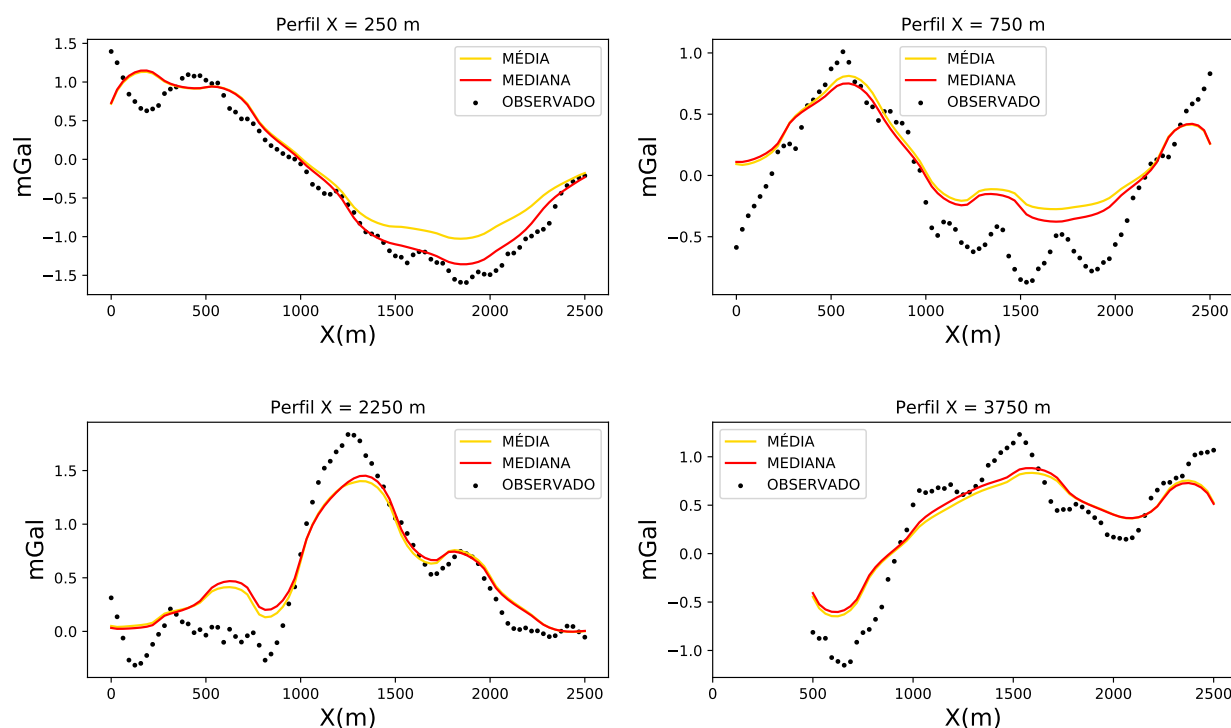 Perfil X = 250 m
mGal
1.5
1.0
0.5
0.0
−0.5
−1.0
−1.5
MÉDIA
MEDIANA
OBSERVADO
0 500 1000 1500 2000 2500
X(m)
Perfil X = 750 m
mGal
1.0
0.5
0.0
−0.5
MÉDIA
MEDIANA
OBSERVADO
0 500 1000 1500 2000 2500
X(m)
Perfil X = 2250 m
mGal
1.5
1.0
0.5
0.0
MÉDIA
MEDIANA
OBSERVADO
0 500 1000 1500 2000 2500
X(m)
Perfil X = 3750 m
mGal
1.0
0.5
0.0
−0.5
−1.0
MÉDIA
MEDIANA
OBSERVADO
0 500 1000 1500 2000 2500
X(m)